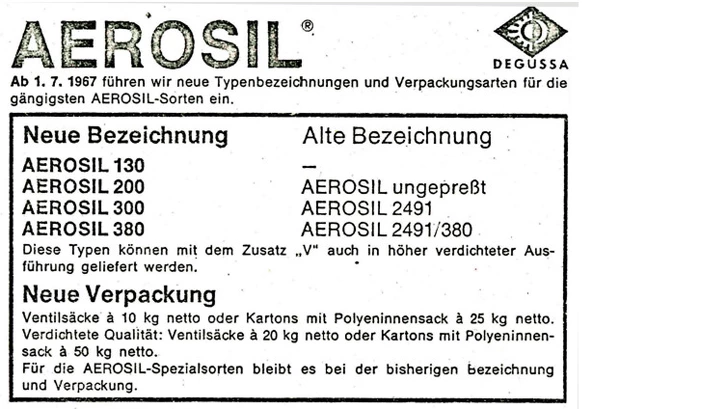 AEROSIL®
DEGUSSA
Ab 1. 7. 1967 führen wir neue Typenbezeichnungen und Verpackungsarten für die
gängigsten AEROSIL-Sorten ein.
Neue Bezeichnung Alte Bezeichnung
AEROSIL 130 —
AEROSIL 200 AEROSIL ungepreßt
AEROSIL 300 AEROSIL 2491
AEROSIL 380 AEROSIL 2491/380
Diese Typen können mit dem Zusatz „V“ auch in höher verdichteter Aus-
führung geliefert werden.
Neue Verpackung
Ventilsäcke à 10 kg netto oder Kartons mit Polyeninnensack à 25 kg netto.
Verdichtete Qualität: Ventilsäcke à 20 kg netto oder Kartons mit Polyeninnen-
sack à 50 kg netto.
Für die AEROSIL-Spezialsorten bleibt es bei der bisherigen Bezeichnung
und Verpackung.